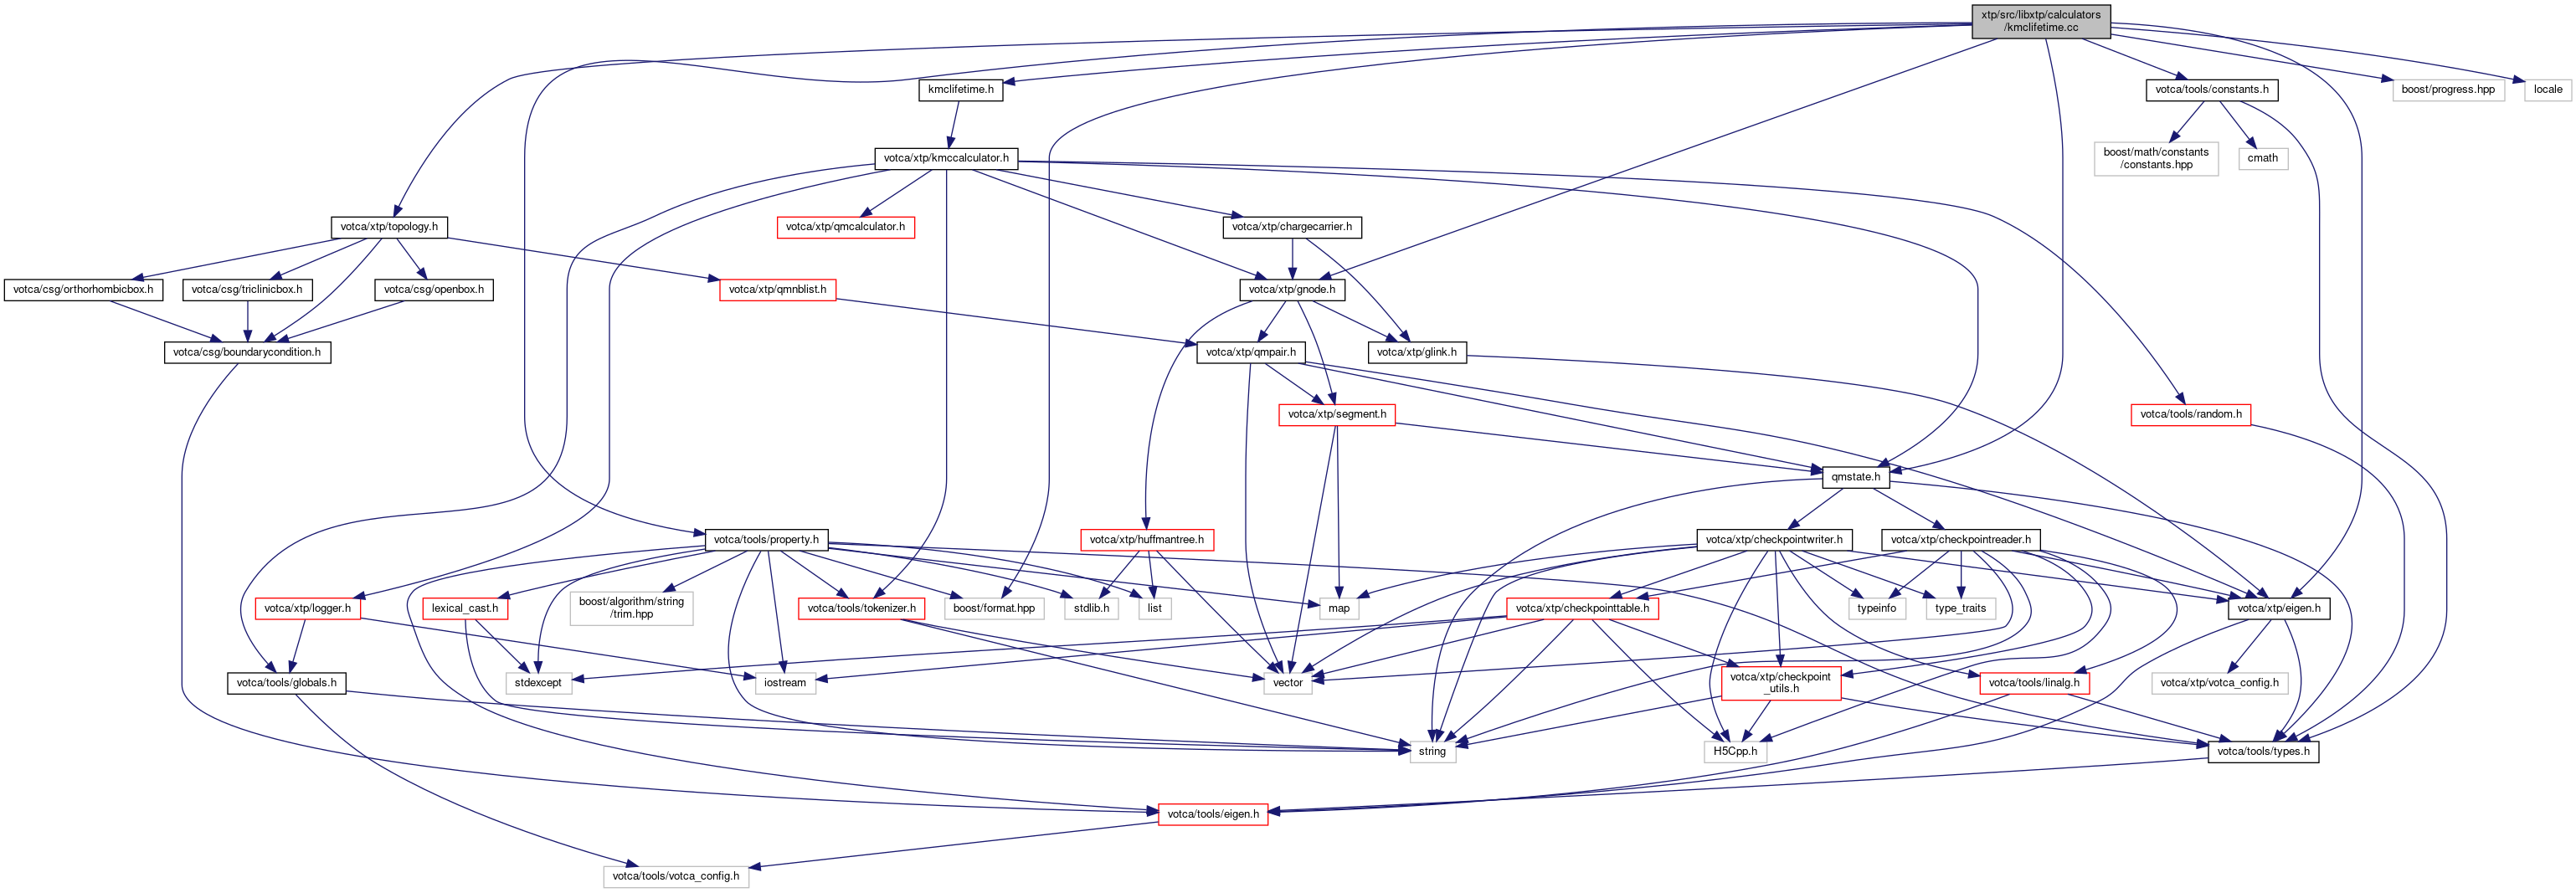 xtp/src/libxtp/calculators
/kmclifetime.cc
kmclifetime.h
votca/tools/constants.h
boost/progress.hpp
locale
votca/xtp/kmccalculator.h
boost/math/constants
/constants.hpp
cmath
votca/xtp/topology.h
votca/xtp/qmcalculator.h
votca/xtp/chargecarrier.h
votca/csg/orthorhombicbox.h
votca/csg/triclinicbox.h
votca/csg/openbox.h
votca/xtp/qmnblist.h
votca/xtp/gnode.h
votca/csg/boundarycondition.h
votca/xtp/qmpair.h
votca/xtp/glink.h
votca/xtp/segment.h
votca/tools/random.h
qmstate.h
votca/tools/property.h
votca/xtp/huffmantree.h
votca/xtp/checkpointwriter.h
votca/xtp/checkpointreader.h
votca/xtp/logger.h
lexical_cast.h
boost/algorithm/string
/trim.hpp
votca/tools/tokenizer.h
boost/format.hpp
stdlib.h
list
map
votca/xtp/checkpointtable.h
typeinfo
type_traits
votca/xtp/eigen.h
votca/tools/globals.h
stdexcept
iostream
vector
votca/xtp/checkpoint
_utils.h
votca/tools/linalg.h
votca/xtp/votca_config.h
string
H5Cpp.h
votca/tools/types.h
votca/tools/eigen.h
votca/tools/votca_config.h